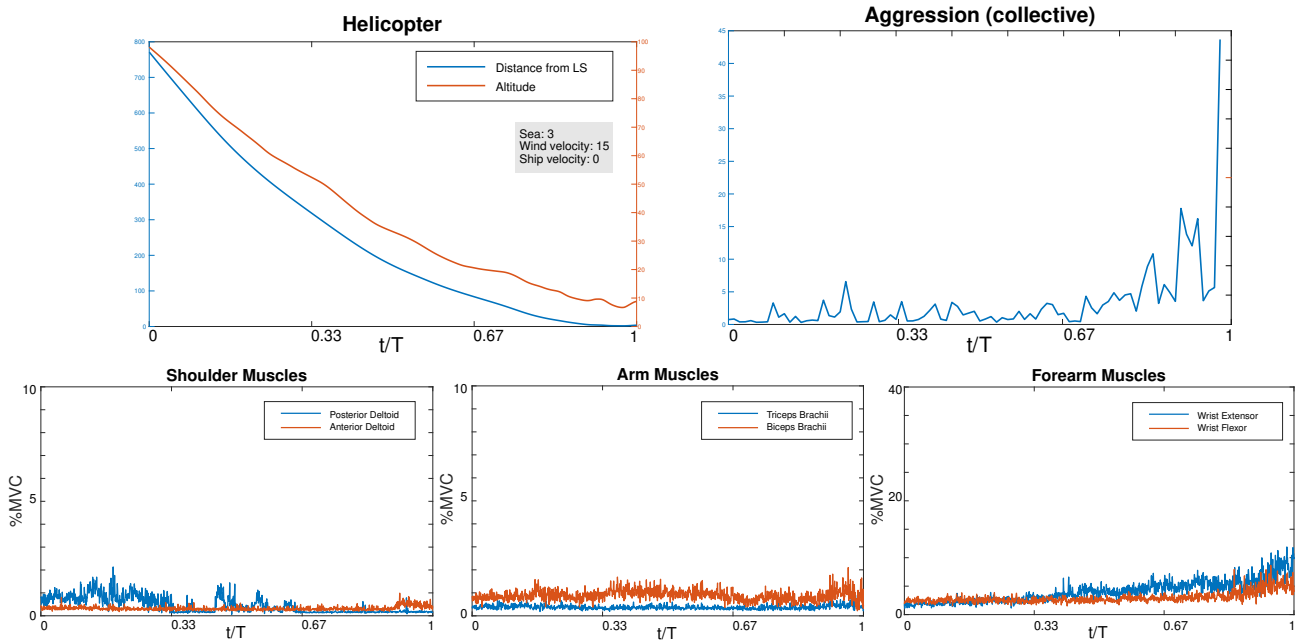 Helicopter
800
700
600
500
400
300
200
100
0
100
90
80
70
60
50
40
30
20
10
0
Distance from LS
Altitude
Sea: 3
Wind velocity: 15
Ship velocity: 0
0
0.33
0.67
1
t/T
Aggression (collective)
45
40
35
30
25
20
15
10
5
0
0
0.33
0.67
1
t/T
Shoulder Muscles
10
5
0
%MVC
Posterior Deltoid
Anterior Deltoid
0
0.33
0.67
1
t/T
Arm Muscles
10
5
0
%MVC
Triceps Brachii
Biceps Brachii
0
0.33
0.67
1
t/T
Forearm Muscles
40
20
0
%MVC
Wrist Extensor
Wrist Flexor
0
0.33
0.67
1
t/T